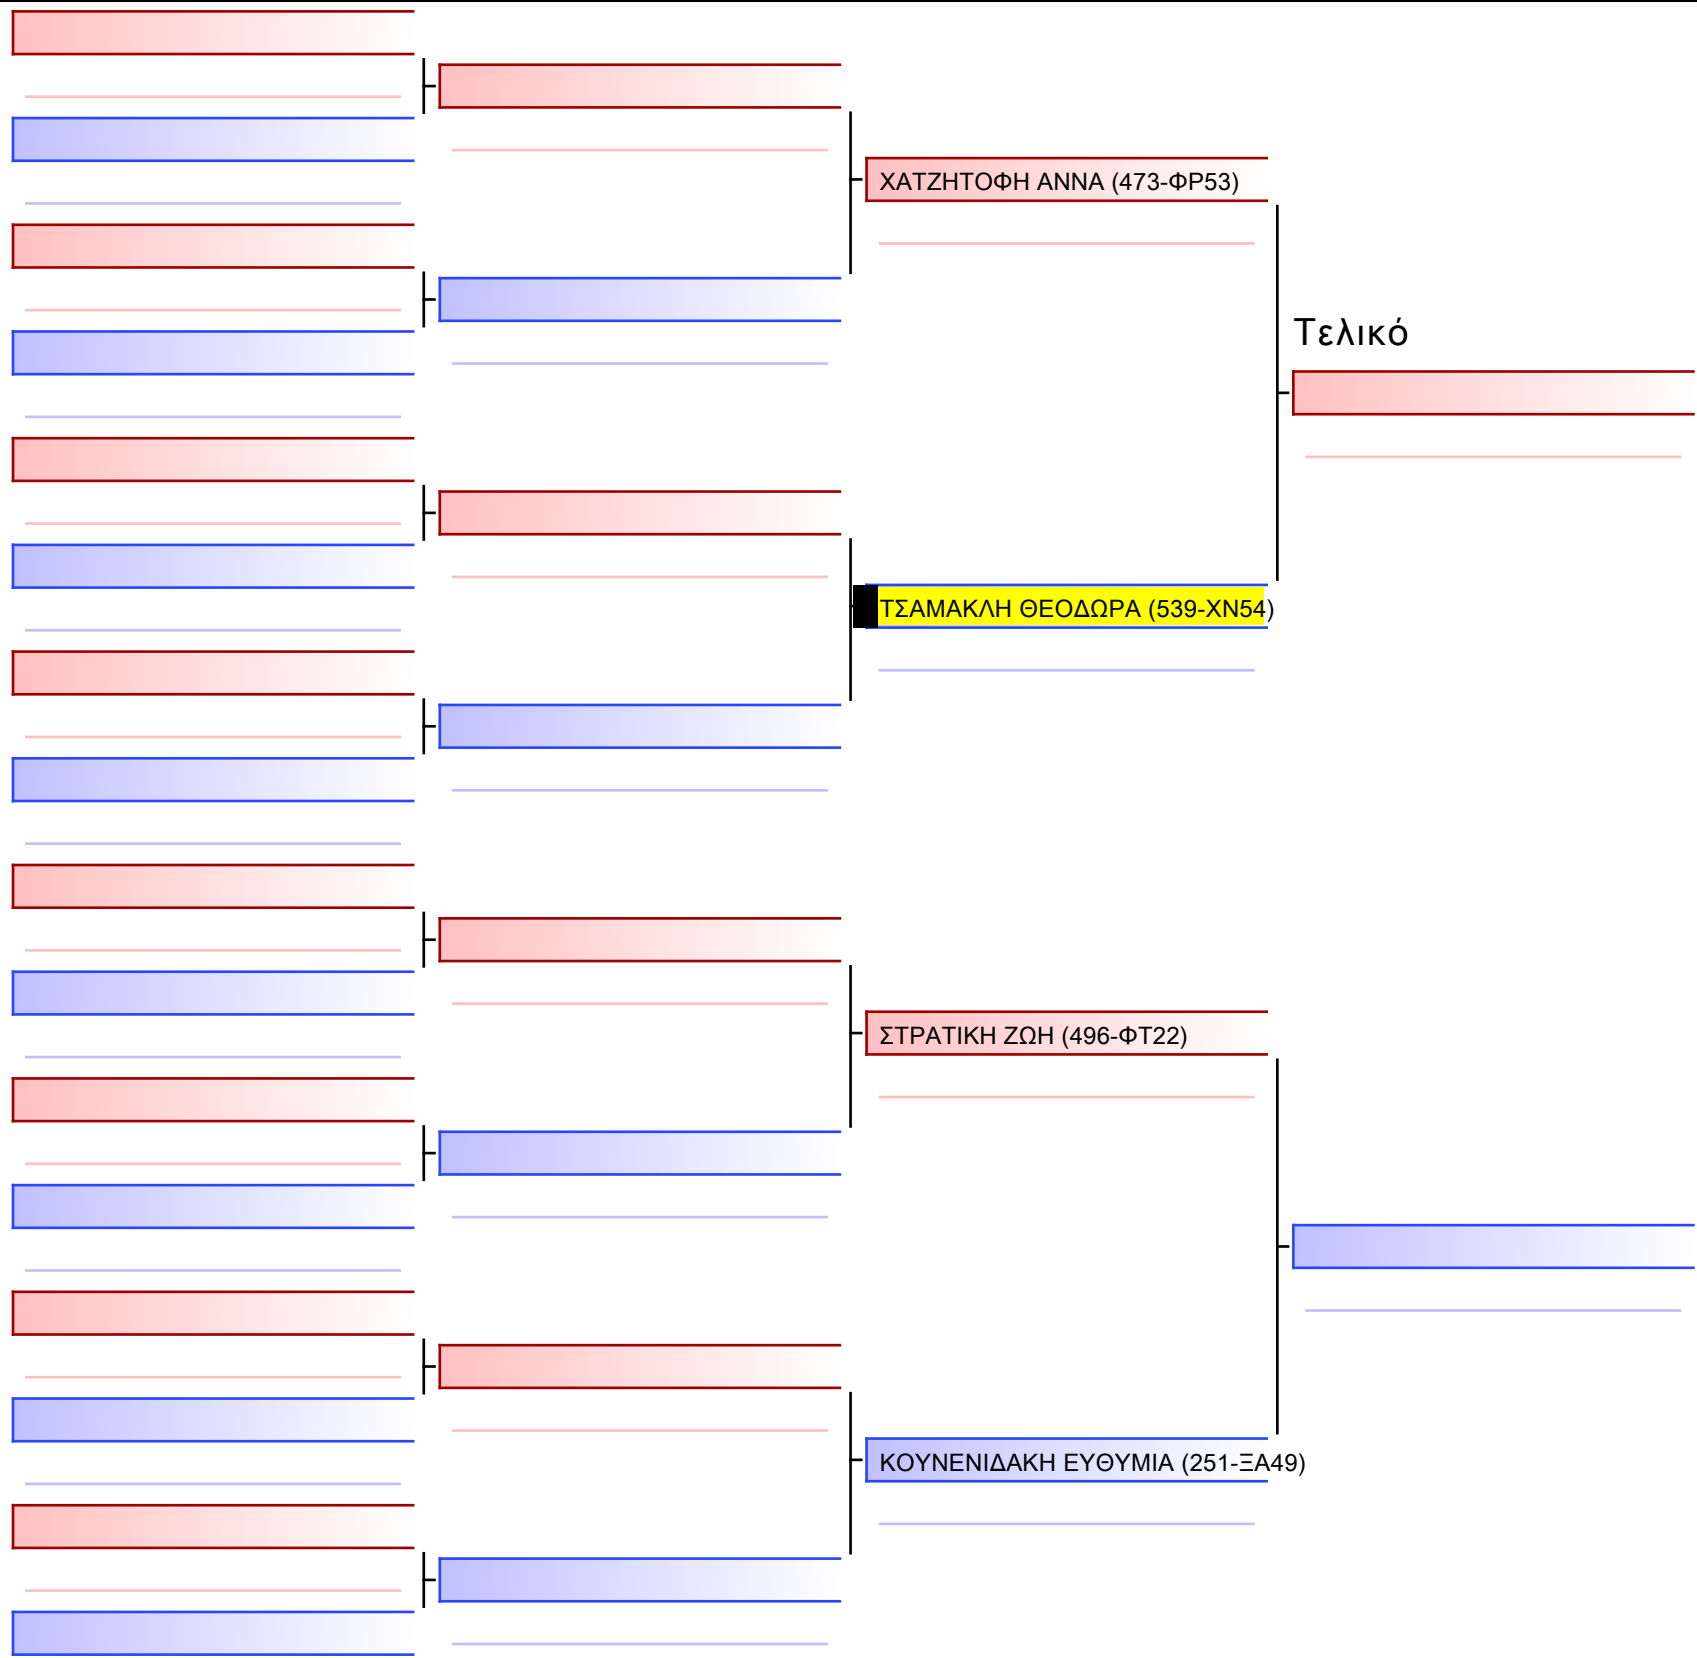 ΧΑΤΖΗΤΟΦΗ ΑΝΝΑ (473-ΦΡ53)
Τελικό
ΤΣΑΜΑΚΛΗ ΘΕΟΔΩΡΑ (539-ΧΝ54)
ΣΤΡΑΤΙΚΗ ΖΩΗ (496-ΦΤ22)
ΚΟΥΝΕΝΙΔΑΚΗ ΕΥΘΥΜΙΑ (251-ΞΑ49)